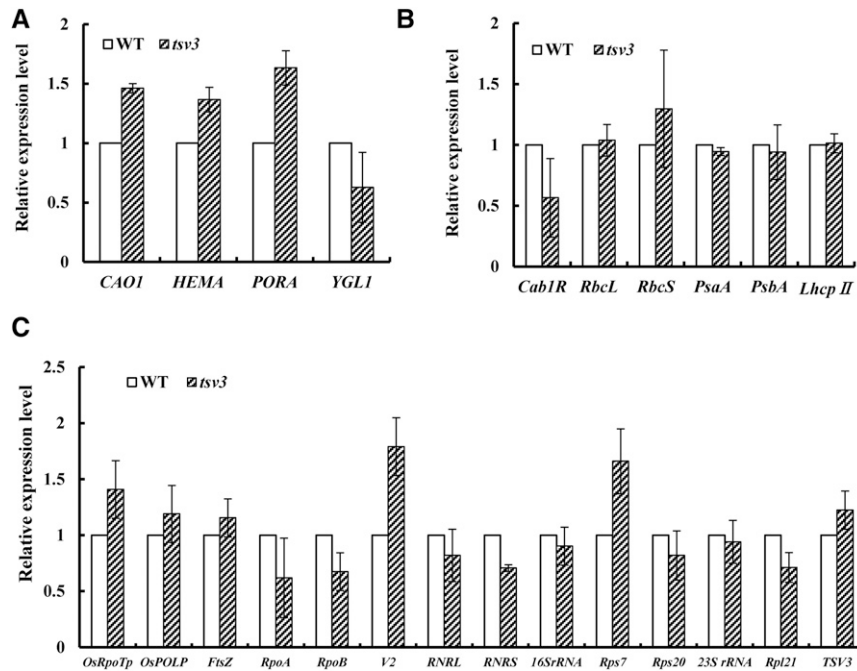 A
Relative expression level
2
1.5
1
0.5
0
WT tsv3
CAO1 HEMA PORA YGL1
B
Relative expression level
2
1.5
1
0.5
0
WT tsv3
Cab1R RbcL RbcS PsaA PsbA Lhcp II
C
Relative expression level
2.5
2
1.5
1
0.5
0
WT tsv3
OsRpoTp OsPOLP FtsZ RpoA RpoB V2 RNRL RNRS 16SrRNA Rps7 Rps20 23S rRNA Rpl21 TSV3